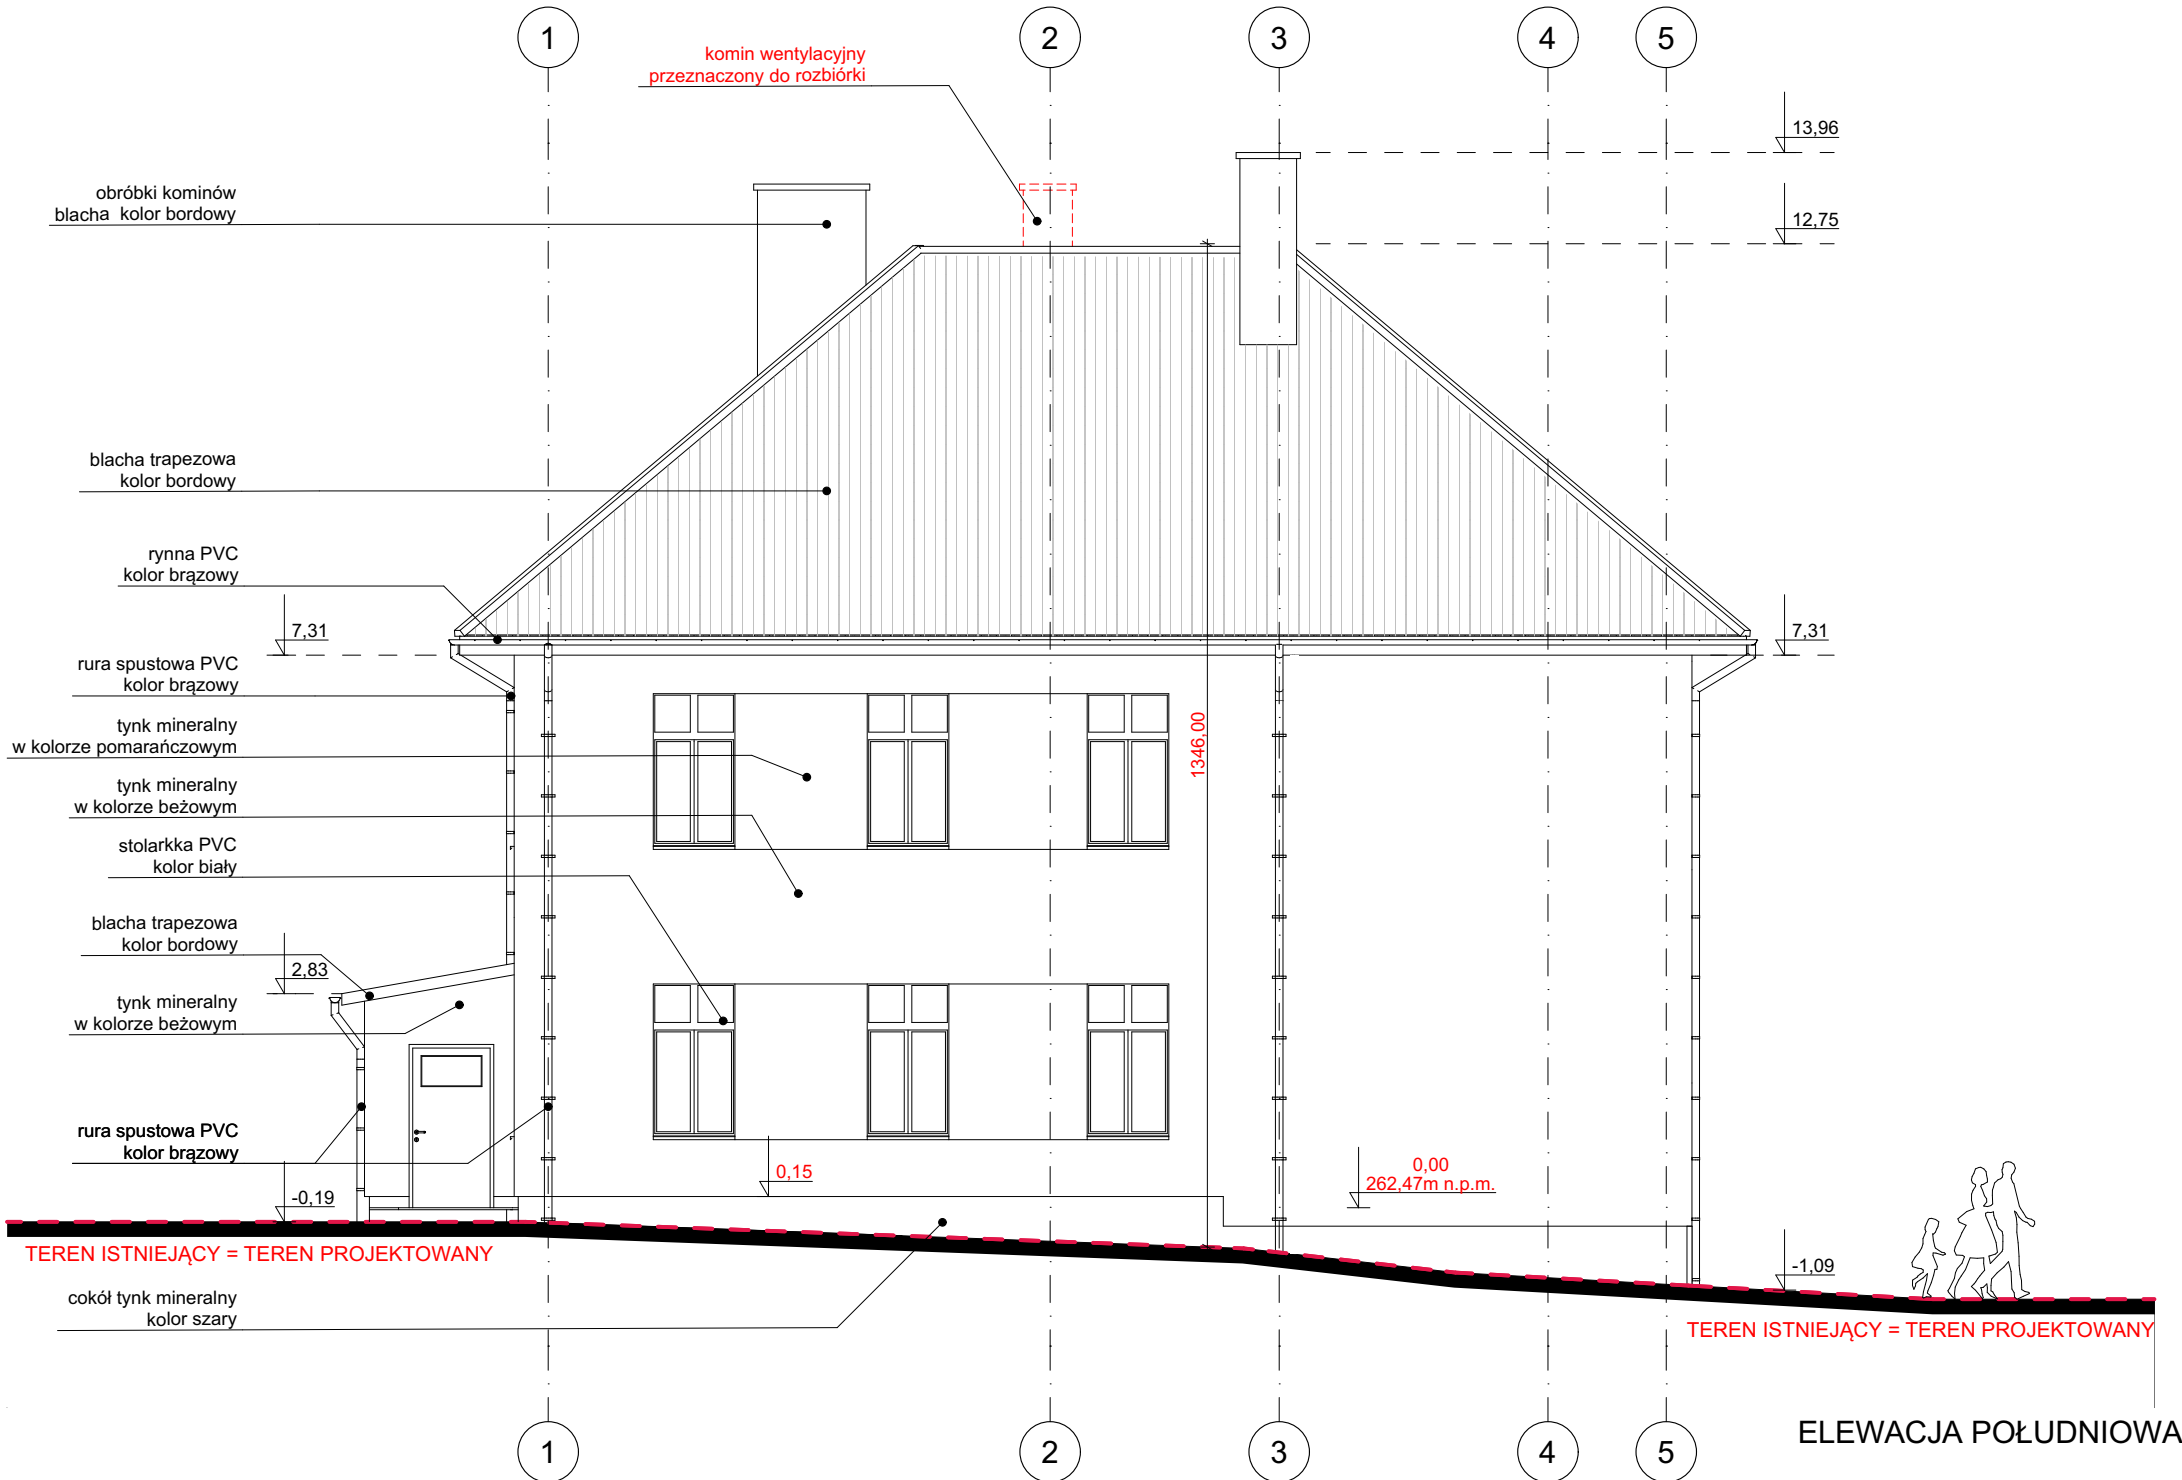 1
2
3
4
5
komin wentylacyjny
przeznaczony do rozbiórki
13,96
obróbki kominów
blacha kolor bordowy
12,75
blacha trapezowa
kolor bordowy
rynna PVC
kolor brązowy
7,31
7,31
rura spustowa PVC
kolor brązowy
tynk mineralny
w kolorze pomarańczowym
1346,00
tynk mineralny
w kolorze beżowym
stolarkka PVC
kolor biały
blacha trapezowa
kolor bordowy
2,83
tynk mineralny
w kolorze beżowym
rura spustowa PVC
kolor brązowy
0,15
0,00
262,47m n.p.m.
-0,19
TEREN ISTNIEJĄCY = TEREN PROJEKTOWANY
-1,09
cokół tynk mineralny
kolor szary
TEREN ISTNIEJĄCY = TEREN PROJEKTOWANY
1
2
3
4
5
ELEWACJA POŁUDNIOWA